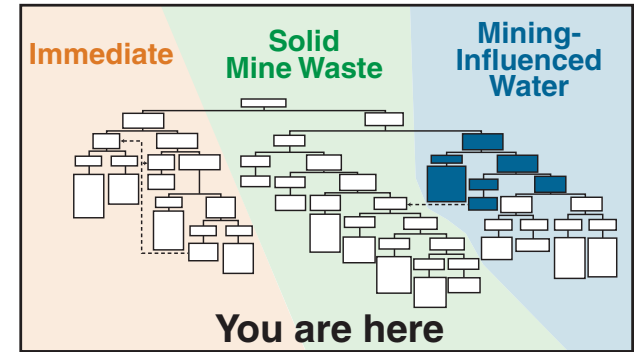 Immediate
Solid
Mine Waste
Mining-
Influenced
Water
You are here